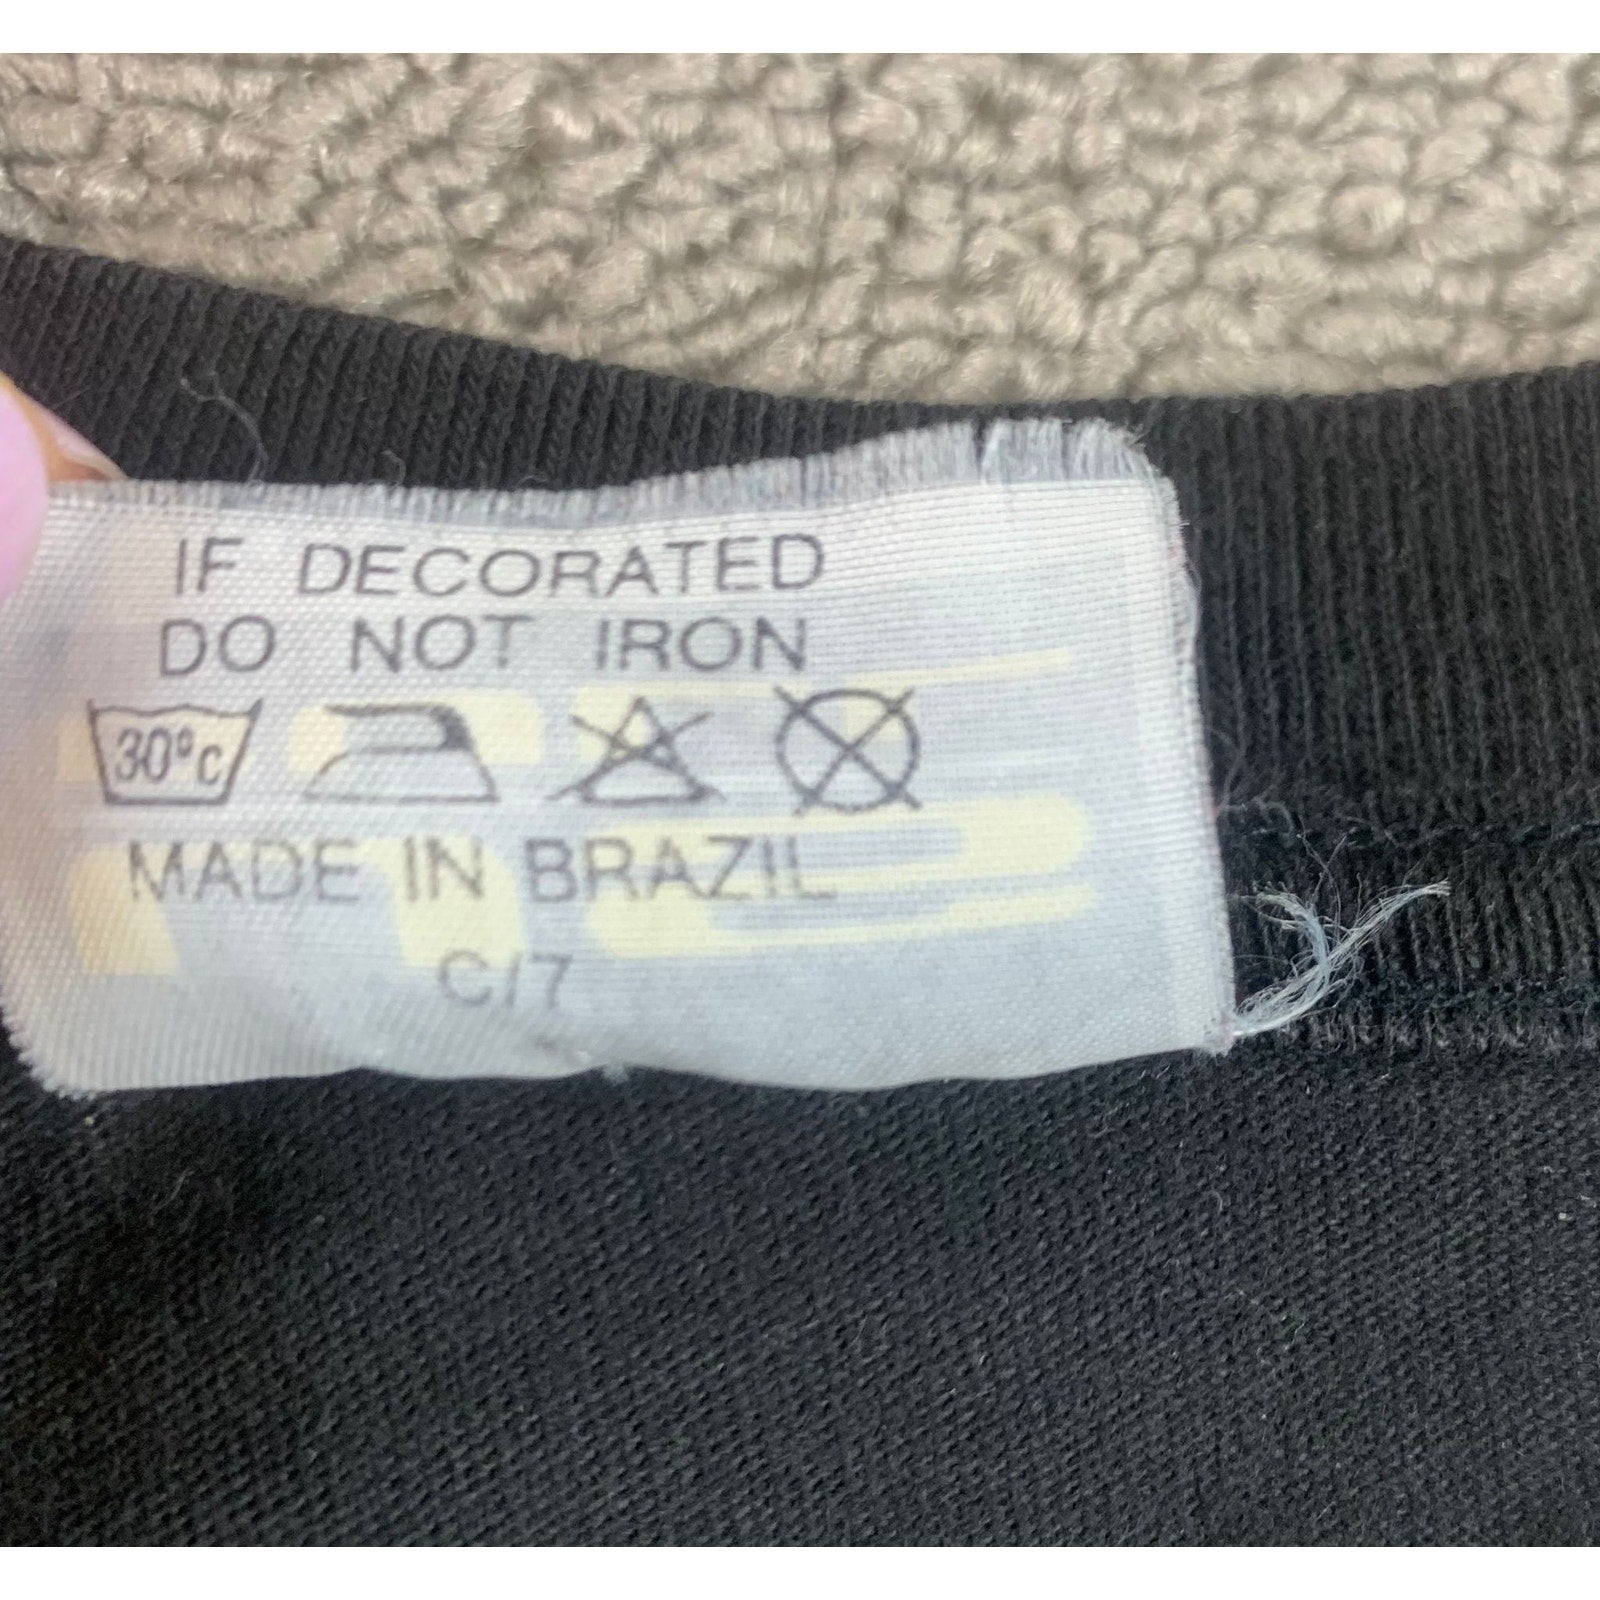 IF DECORATED
DO NOT IRON
30°C
MADE IN BRAZIL
C/7